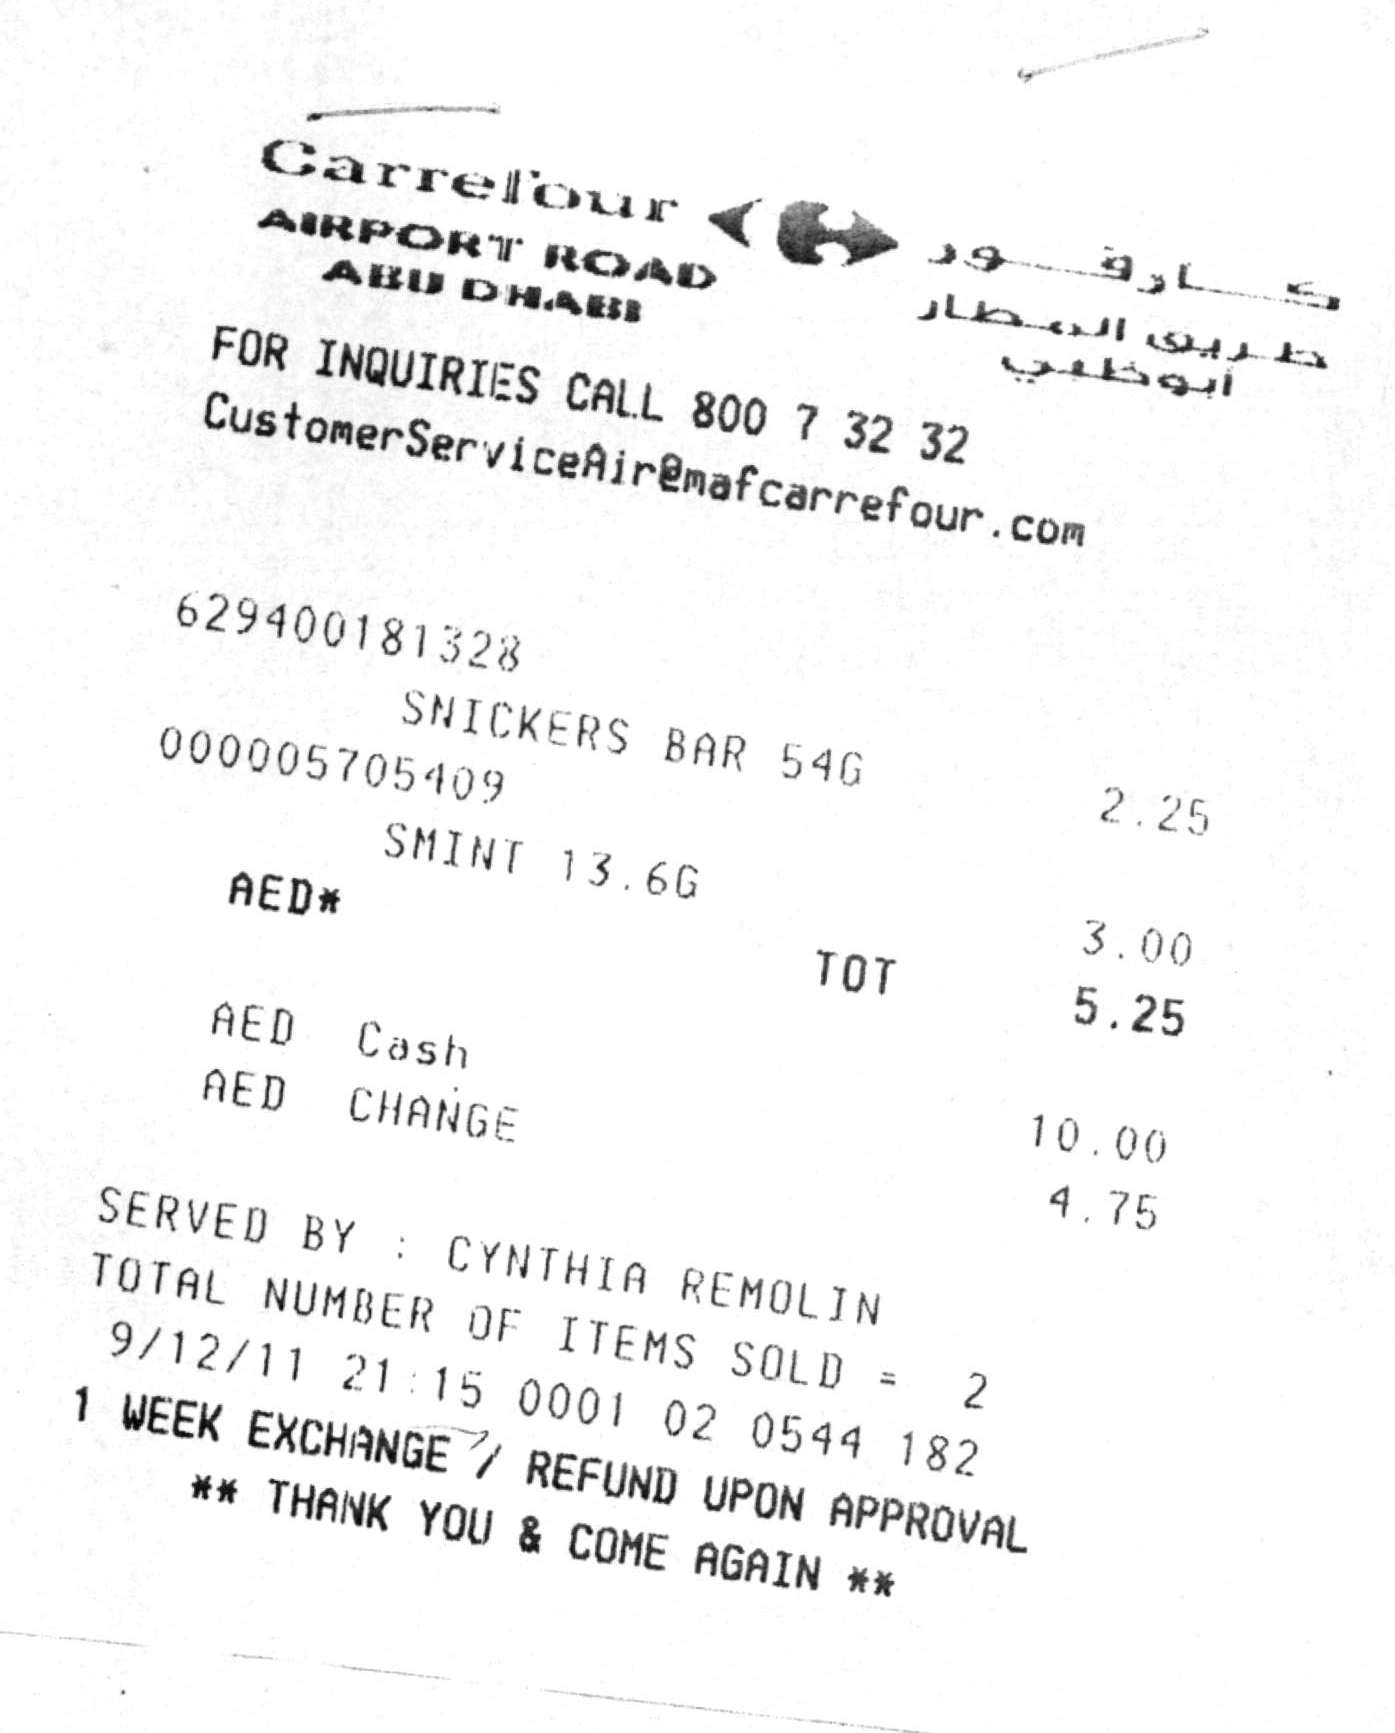 Carrefour كارفور
AIRPORT ROAD طريق المطار
ABU DHABI أبوظبي
FOR INQUIRIES CALL 800 7 32 32
CustomerServiceAir@mafcarrefour.com
629400181328
SNICKERS BAR 54G 2.25
000005705409
SMINT 13.6G 3.00
AED* TOT 5.25
AED Cash 10.00
AED CHANGE 4.75
SERVED BY : CYNTHIA REMOLIN
TOTAL NUMBER OF ITEMS SOLD = 2
9/12/11 21:15 0001 02 0544 182
1 WEEK EXCHANGE / REFUND UPON APPROVAL
** THANK YOU & COME AGAIN **